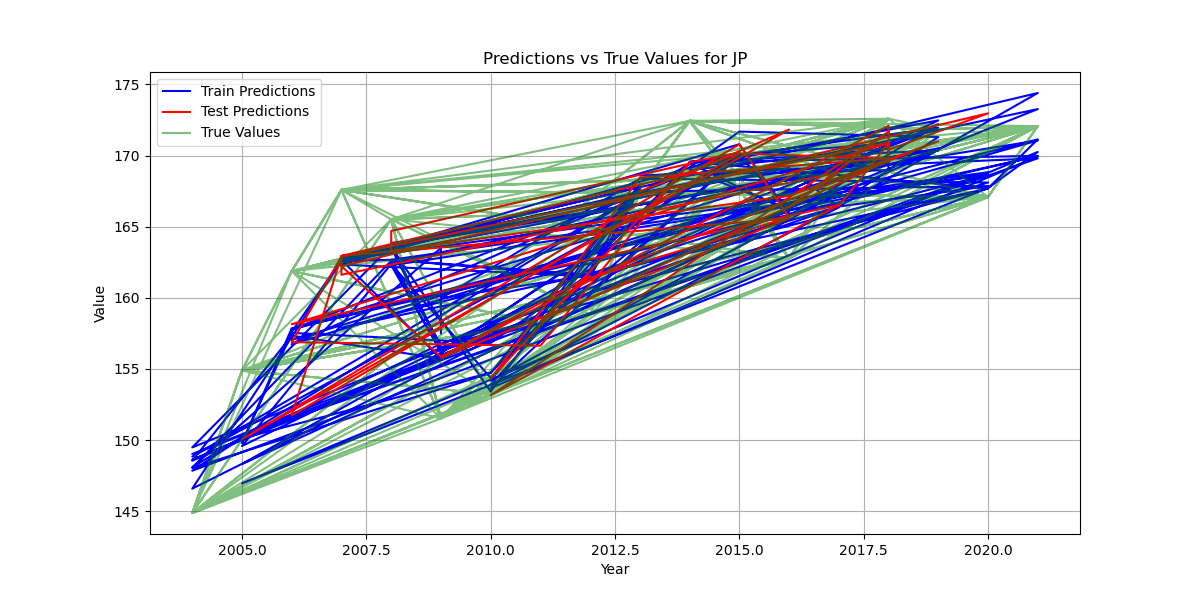 Predictions vs True Values for JP
175
170
165
160
155
150
145
Value
Train Predictions
Test Predictions
True Values
2005.0 2007.5 2010.0 2012.5 2015.0 2017.5 2020.0
Year